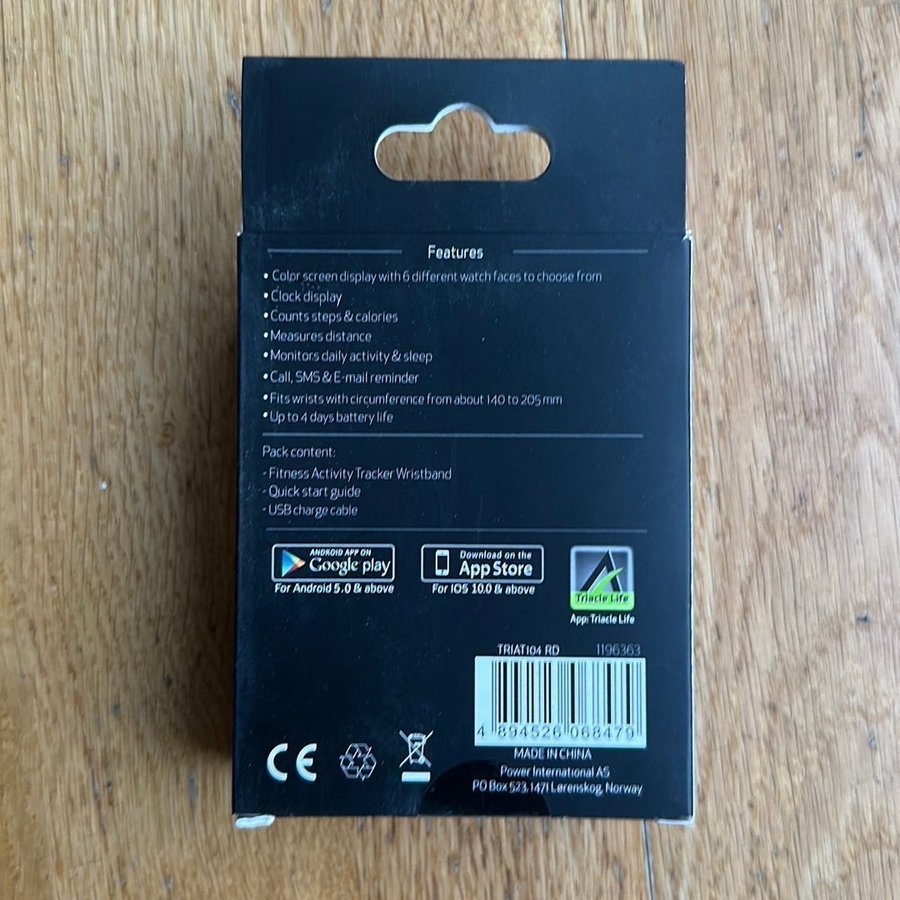 Features
• Color screen display with 6 different watch faces to choose from
• Clock display
• Counts steps & calories
• Measures distance
• Monitors daily activity & sleep
• Call, SMS & E-mail reminder
• Fits wrists with circumference from about 140 to 205 mm
• Up to 4 days battery life
Pack content:
- Fitness Activity Tracker Wristband
- Quick start guide
- USB charge cable
ANDROID APP ON
Google play
For Android 5.0 & above
Download on the
App Store
For IOS 10.0 & above
Triacle Life
App: Triacle Life
TRIAT104 RD 1196363
4 894526 068479
MADE IN CHINA
Power International AS
PO Box 523, 1471 Lørenskog, Norway
CE